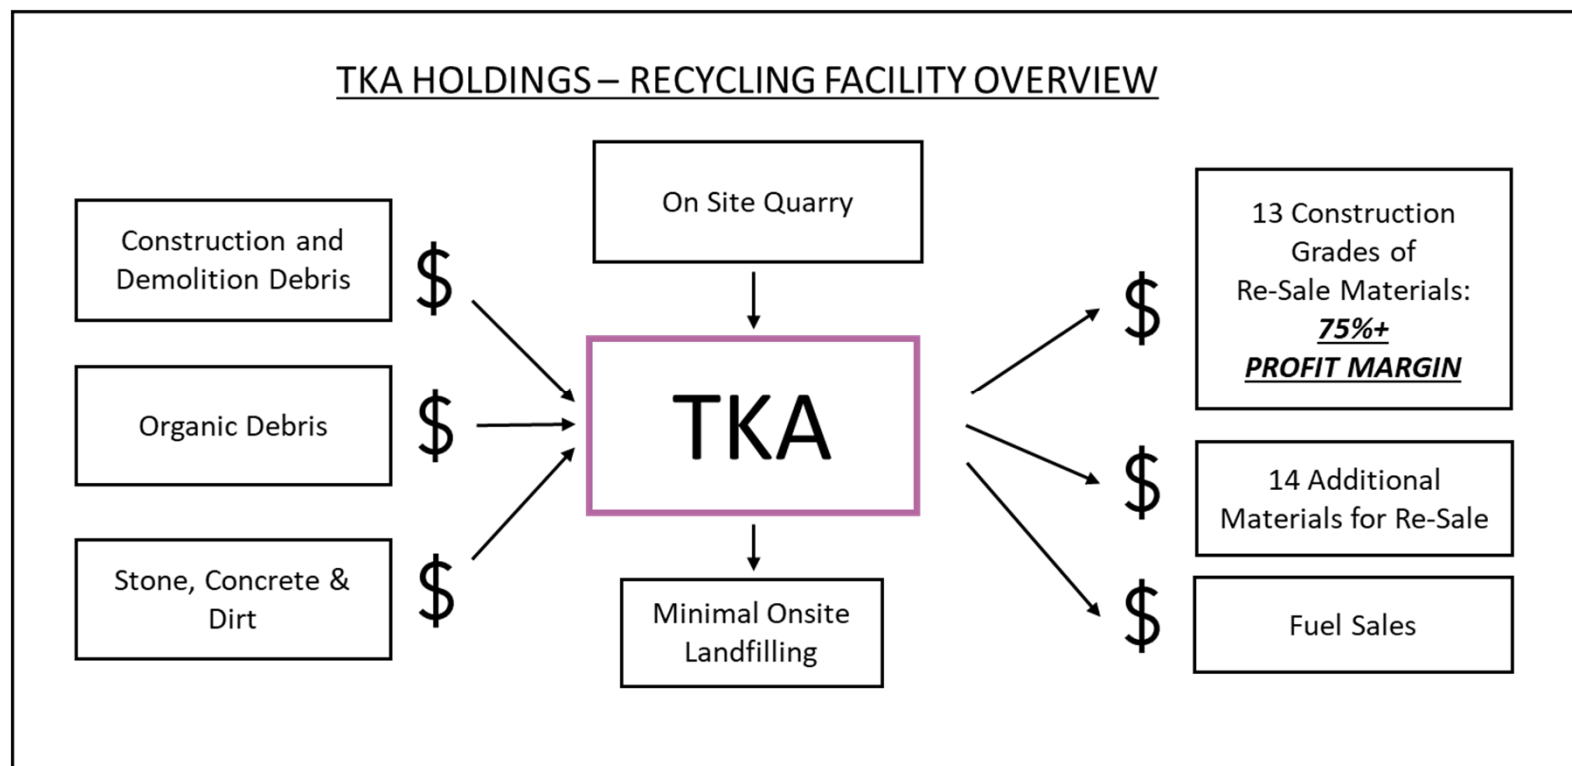 TKA HOLDINGS – RECYCLING FACILITY OVERVIEW
On Site Quarry
Construction and
Demolition Debris
$
Organic Debris
$
Stone, Concrete &
Dirt
$
TKA
Minimal Onsite
Landfilling
$
13 Construction
Grades of
Re-Sale Materials:
75%+
PROFIT MARGIN
$
14 Additional
Materials for Re-Sale
$
Fuel Sales